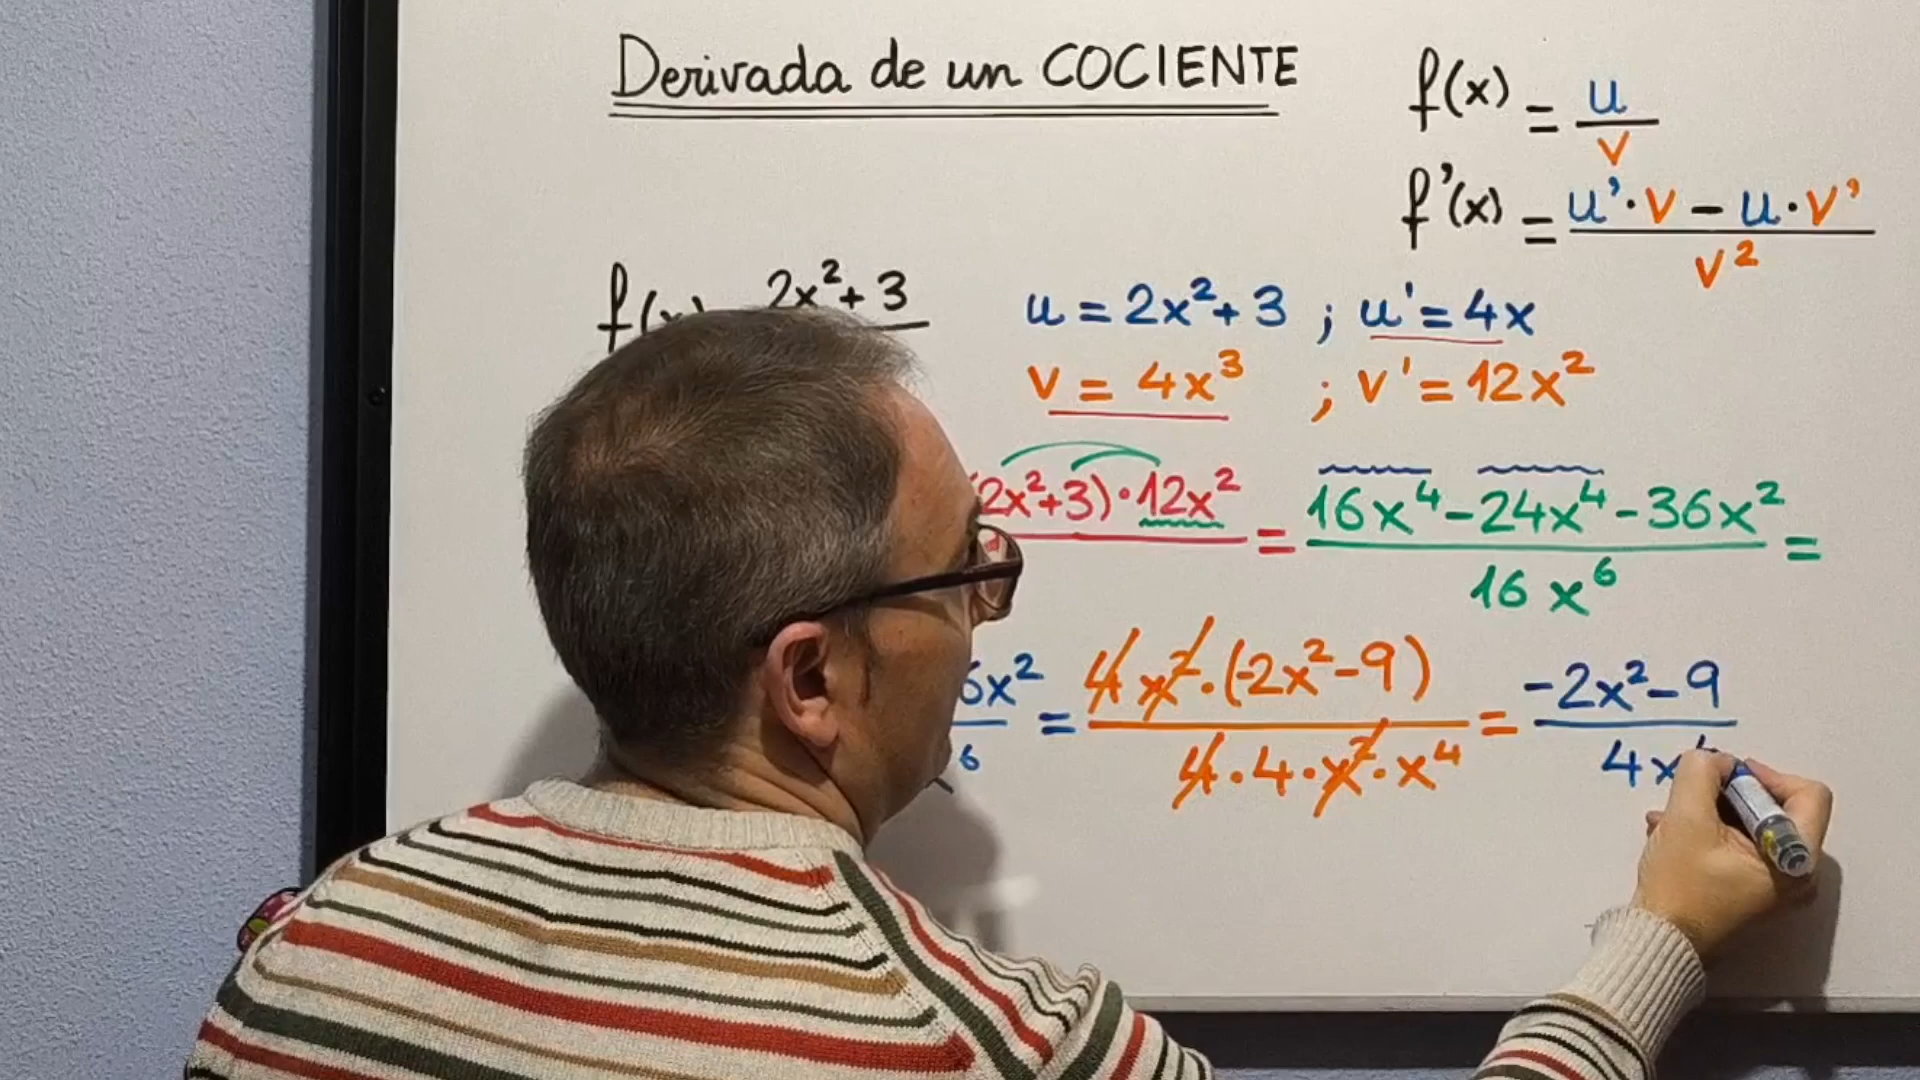 Derivada de un COCIENTE
f(x) = u/v
f'(x) = u'·v - u·v' / v²
f(x) 2x²+3
u = 2x²+3 ; u' = 4x
v = 4x³ ; v' = 12x²
2x²+3)·12x² = 16x⁴-24x⁴-36x² / 16x⁶ =
6x² / 6 = 4x²·(-2x²-9) / 4·4·x²·x⁴ = -2x²-9 / 4x